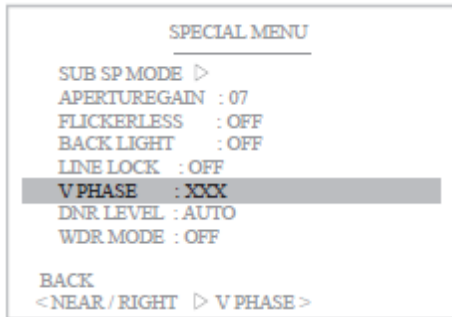 SPECIAL MENU
SUB SP MODE ▷
APERTUREGAIN : 07
FLICKERLESS : OFF
BACK LIGHT : OFF
LINE LOCK : OFF
V PHASE : XXX
DNR LEVEL : AUTO
WDR MODE : OFF
BACK
< NEAR / RIGHT ▷ V PHASE >